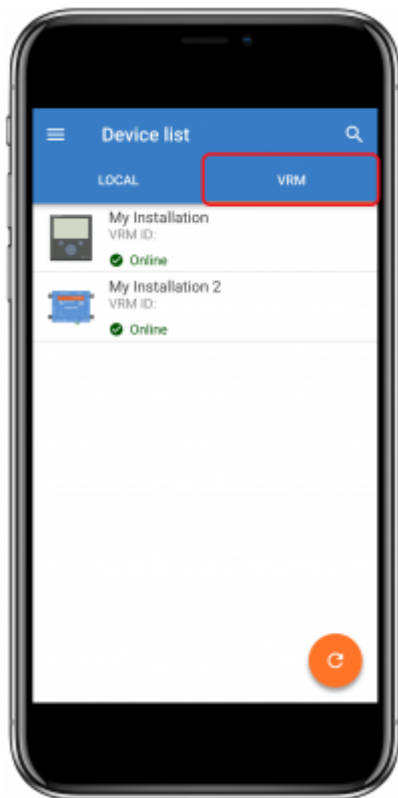 Device list
LOCAL
VRM
My Installation
VRM ID:
Online
My Installation 2
VRM ID:
Online